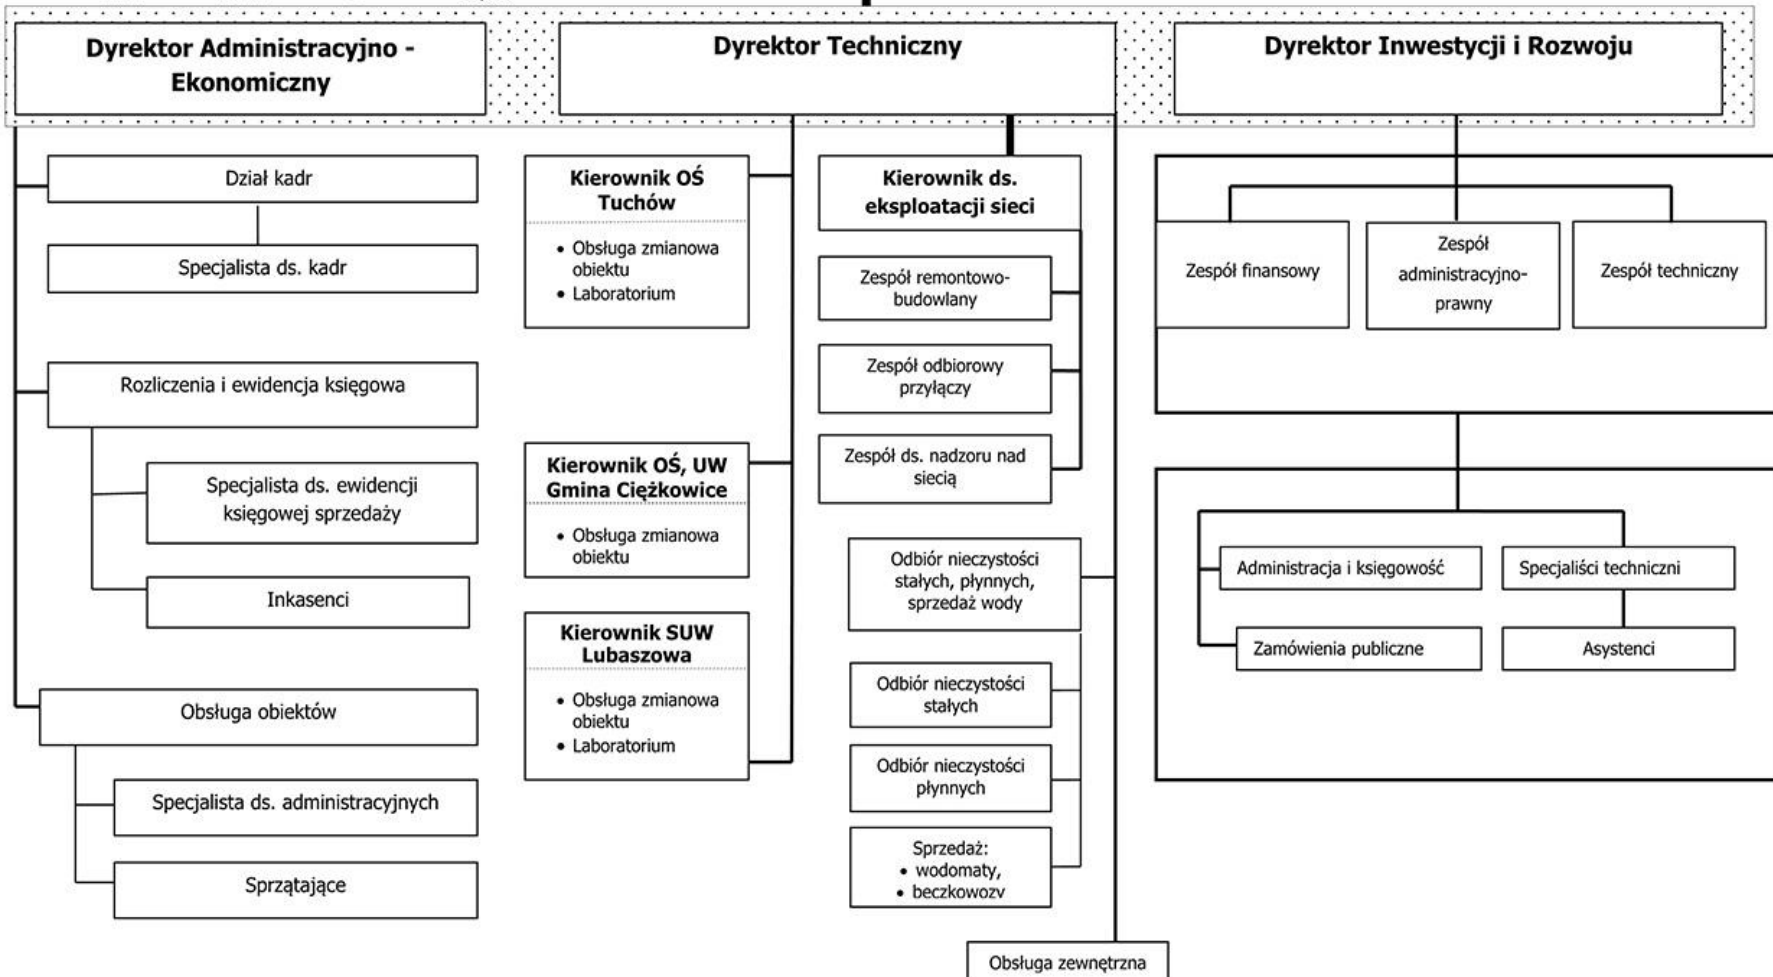 Dyrektor Administracyjno -
Ekonomiczny
Dział kadr
Specjalista ds. kadr
Rozliczenia i ewidencja księgowa
Specjalista ds. ewidencji
księgowej sprzedaży
Inkasenci
Obsługa obiektów
Specjalista ds. administracyjnych
Sprzątające
Dyrektor Techniczny
Kierownik OŚ
Tuchów
• Obsługa zmianowa
obiektu
• Laboratorium
Kierownik OŚ, UW
Gmina Ciężkowice
• Obsługa zmianowa
obiektu
Kierownik SUW
Lubaszowa
• Obsługa zmianowa
obiektu
• Laboratorium
Kierownik ds.
eksploatacji sieci
Zespół remontowo-
budowlany
Zespół odbiorowy
przyłączy
Zespół ds. nadzoru nad
siecią
Odbiór nieczystości
stałych, płynnych,
sprzedaż wody
Odbiór nieczystości
stałych
Odbiór nieczystości
płynnych
Sprzedaż:
• wodomaty,
• beczkowozy
Obsługa zewnętrzna
Dyrektor Inwestycji i Rozwoju
Zespół finansowy
Zespół
administracyjno-
prawny
Zespół techniczny
Administracja i księgowość
Zamówienia publiczne
Specjaliści techniczni
Asystenci